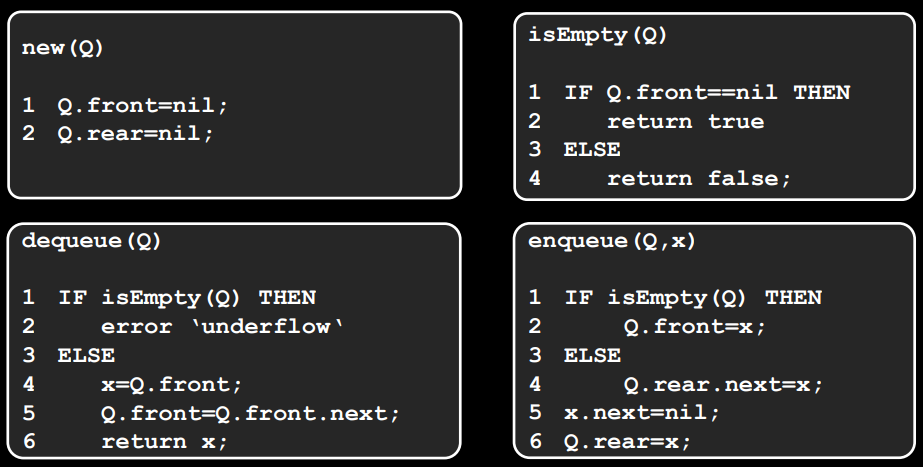 new(Q)
1 Q.front=nil;
2 Q.rear=nil;
isEmpty(Q)
1 IF Q.front==nil THEN
2 return true
3 ELSE
4 return false;
dequeue(Q)
1 IF isEmpty(Q) THEN
2 error ‛underflow‛
3 ELSE
4 x=Q.front;
5 Q.front=Q.front.next;
6 return x;
enqueue(Q,x)
1 IF isEmpty(Q) THEN
2 Q.front=x;
3 ELSE
4 Q.rear.next=x;
5 x.next=nil;
6 Q.rear=x;